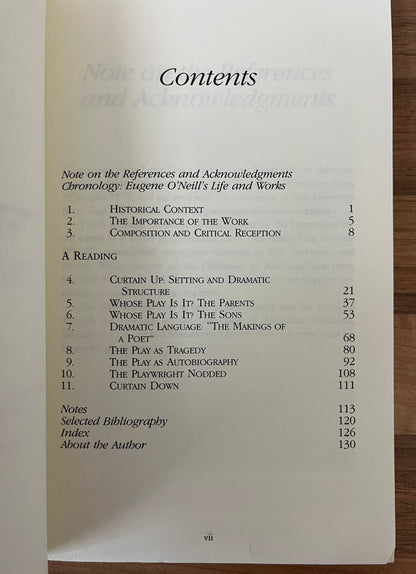 Contents
Note on the References and Acknowledgments
Chronology: Eugene O'Neill's Life and Works
1. Historical Context 1
2. The Importance of the Work 5
3. Composition and Critical Reception 8
A Reading
4. Curtain Up: Setting and Dramatic
Structure 21
5. Whose Play Is It? The Parents 37
6. Whose Play Is It? The Sons 53
7. Dramatic Language: "The Makings of
a Poet" 68
8. The Play as Tragedy 80
9. The Play as Autobiography 92
10. The Playwright Nodded 108
11. Curtain Down 111
Notes 113
Selected Bibliography 120
Index 126
About the Author 130
vii